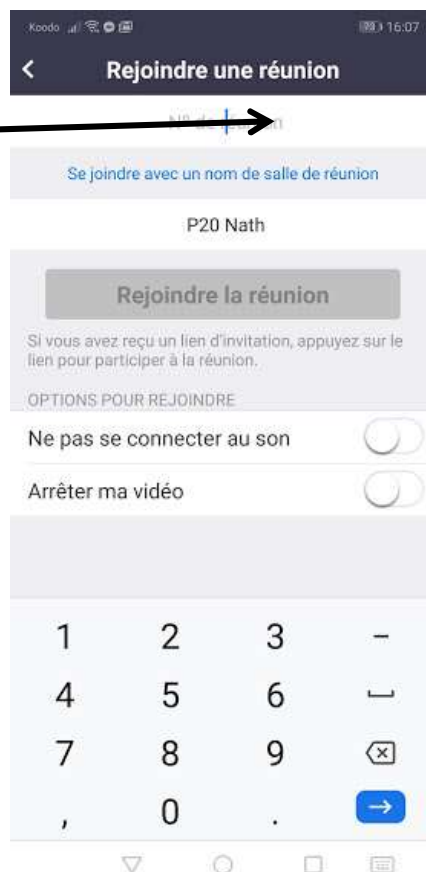 Koodo 16:07
Rejoindre une réunion
N° de réunion
Se joindre avec un nom de salle de réunion
P20 Nath
Rejoindre la réunion
Si vous avez reçu un lien d'invitation, appuyez sur le
lien pour participer à la réunion.
OPTIONS POUR REJOINDRE
Ne pas se connecter au son
Arrêter ma vidéo
1 2 3 –
4 5 6
7 8 9
, 0 .